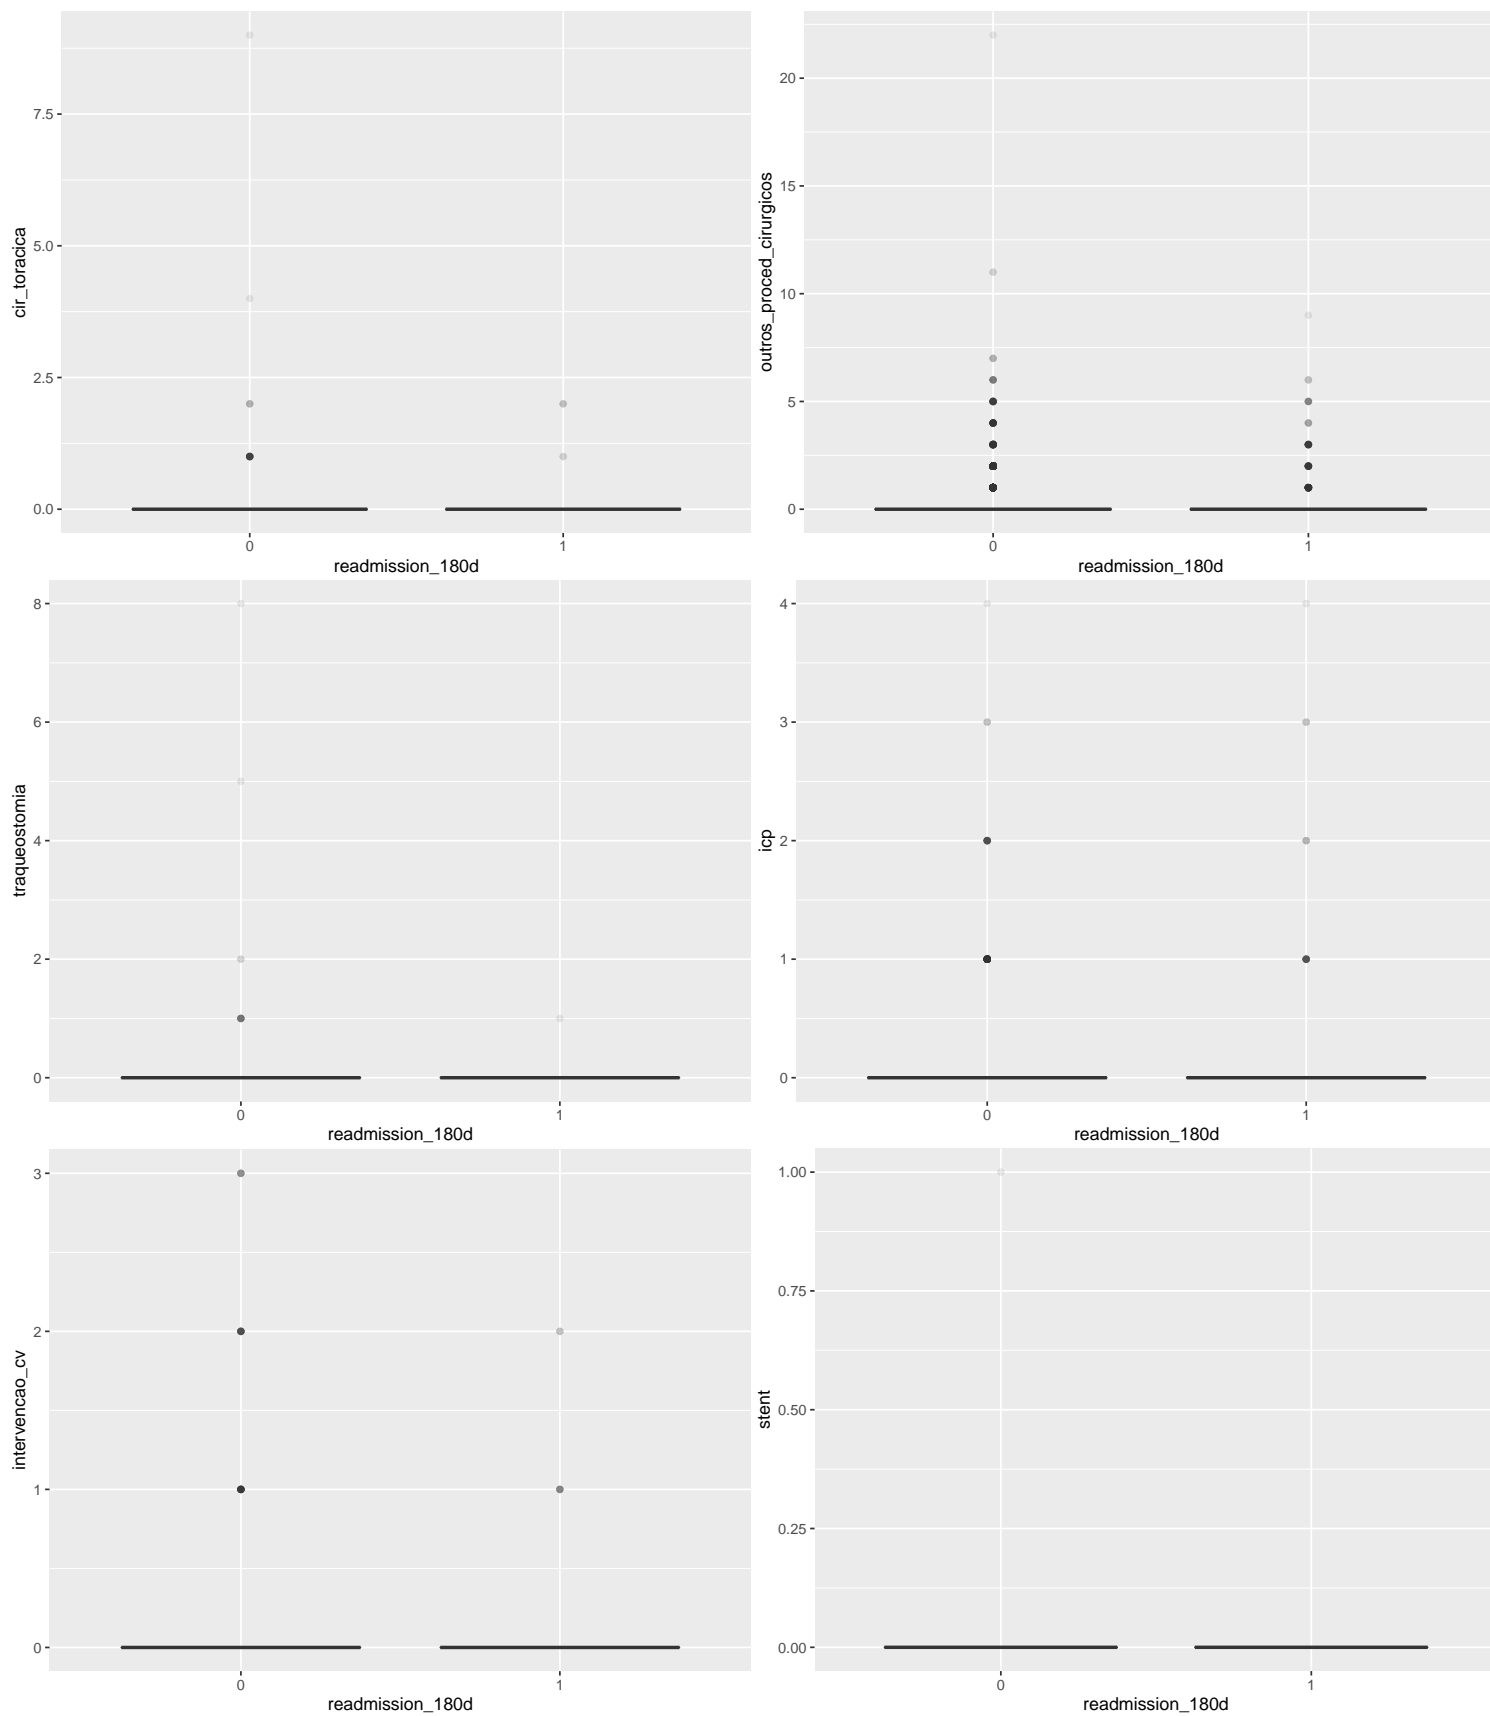 cir_toracica
7.5
5.0
2.5
0.0
0 1
readmission_180d
outros_proced_cirurgicos
20
15
10
5
0
0 1
readmission_180d
traqueostomia
8
6
4
2
0
0 1
readmission_180d
icp
4
3
2
1
0
0 1
readmission_180d
intervencao_cv
3
2
1
0
0 1
readmission_180d
stent
1.00
0.75
0.50
0.25
0.00
0 1
readmission_180d